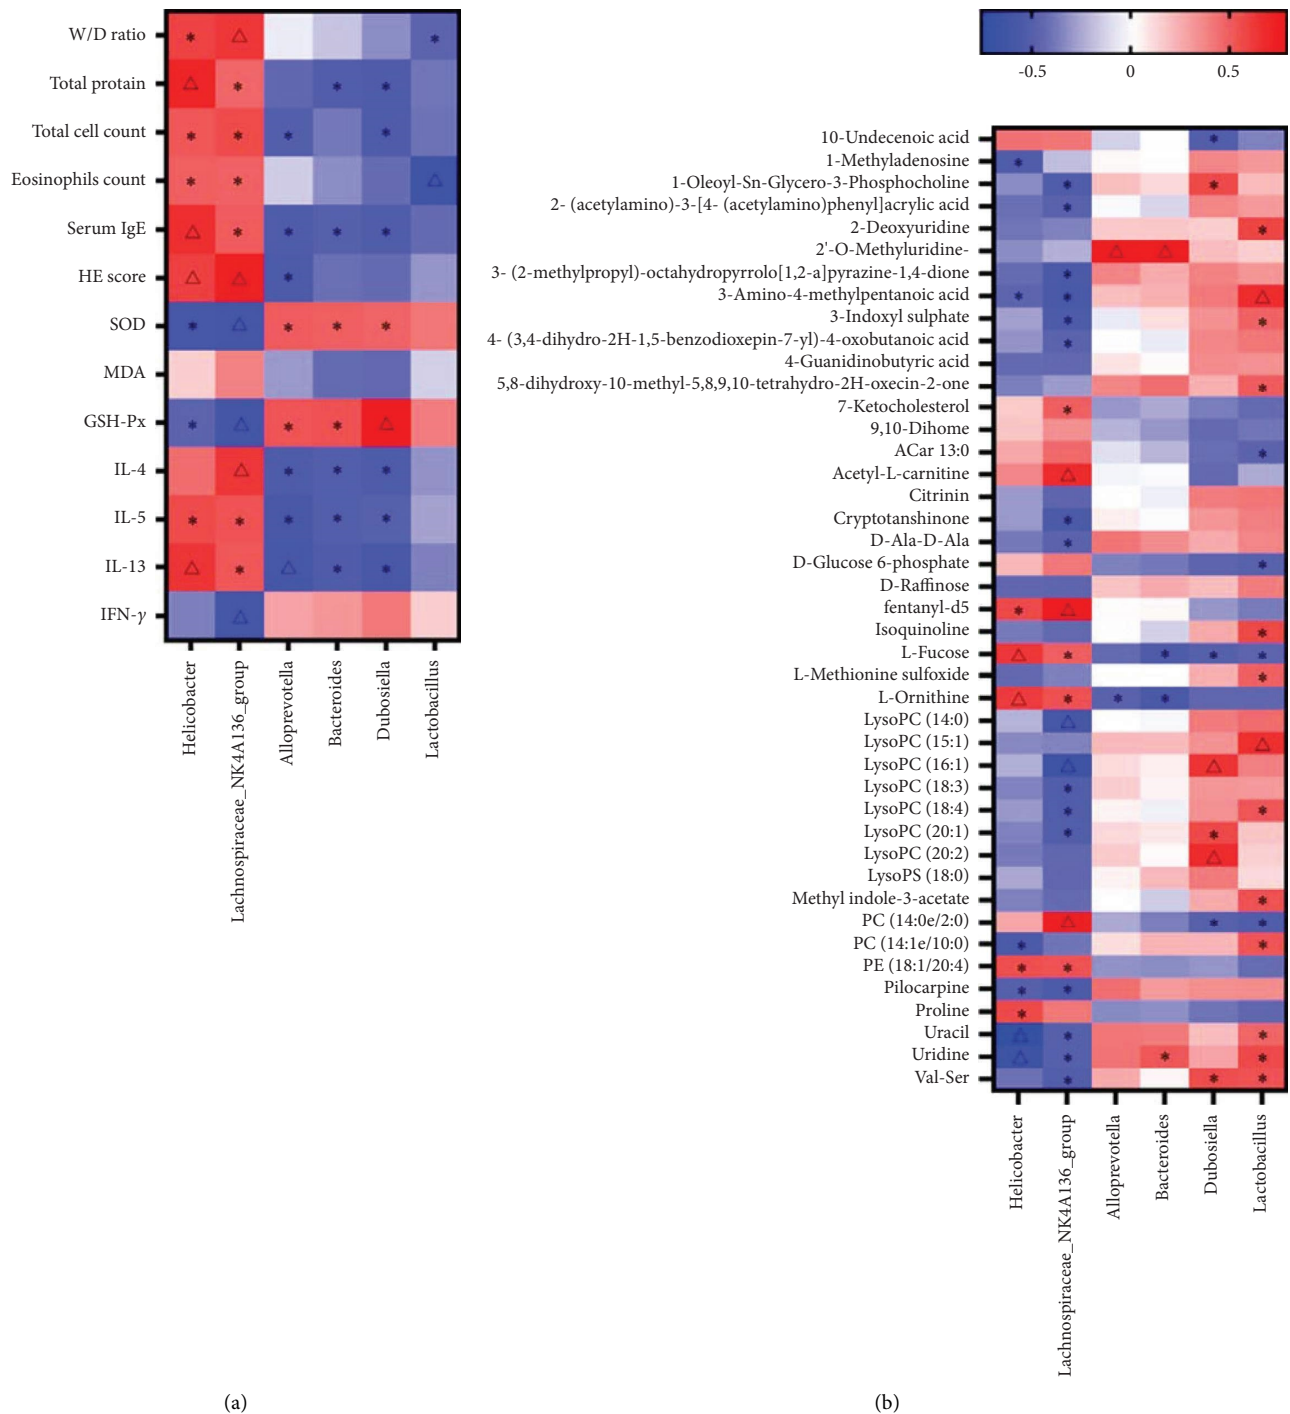 W/D ratio
Total protein
Total cell count
Eosinophils count
Serum IgE
HE score
SOD
MDA
GSH-Px
IL-4
IL-5
IL-13
IFN-γ
Helicobacter
Lachnospiraceae_NK4A136_group
Alloprevotella
Bacteroides
Dubosiella
Lactobacillus
(a)
-0.5 0 0.5
10-Undecenoic acid
1-Methyladenosine
1-Oleoyl-Sn-Glycero-3-Phosphocholine
2- (acetylamino)-3-[4- (acetylamino)phenyl]acrylic acid
2-Deoxyuridine
2'-O-Methyluridine-
3- (2-methylpropyl)-octahydropyrrolo[1,2-a]pyrazine-1,4-dione
3-Amino-4-methylpentanoic acid
3-Indoxyl sulphate
4- (3,4-dihydro-2H-1,5-benzodioxepin-7-yl)-4-oxobutanoic acid
4-Guanidinobutyric acid
5,8-dihydroxy-10-methyl-5,8,9,10-tetrahydro-2H-oxecin-2-one
7-Ketocholesterol
9,10-Dihome
ACar 13:0
Acetyl-L-carnitine
Citrinin
Cryptotanshinone
D-Ala-D-Ala
D-Glucose 6-phosphate
D-Raffinose
fentanyl-d5
Isoquinoline
L-Fucose
L-Methionine sulfoxide
L-Ornithine
LysoPC (14:0)
LysoPC (15:1)
LysoPC (16:1)
LysoPC (18:3)
LysoPC (18:4)
LysoPC (20:1)
LysoPC (20:2)
LysoPS (18:0)
Methyl indole-3-acetate
PC (14:0e/2:0)
PC (14:1e/10:0)
PE (18:1/20:4)
Pilocarpine
Proline
Uracil
Uridine
Val-Ser
Helicobacter
Lachnospiraceae_NK4A136_group
Alloprevotella
Bacteroides
Dubosiella
Lactobacillus
(b)